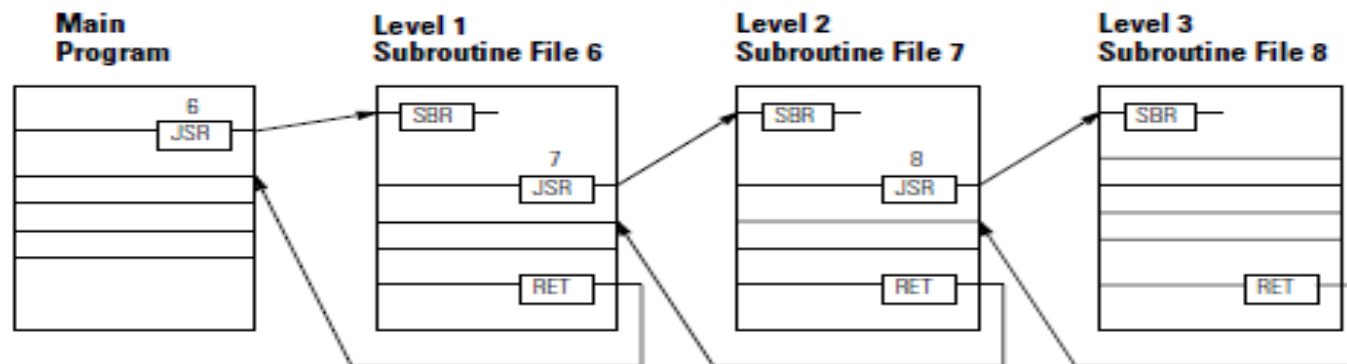 Main
Program
Level 1
Subroutine File 6
Level 2
Subroutine File 7
Level 3
Subroutine File 8
6
JSR
SBR
7
JSR
RET
SBR
8
JSR
RET
SBR
RET